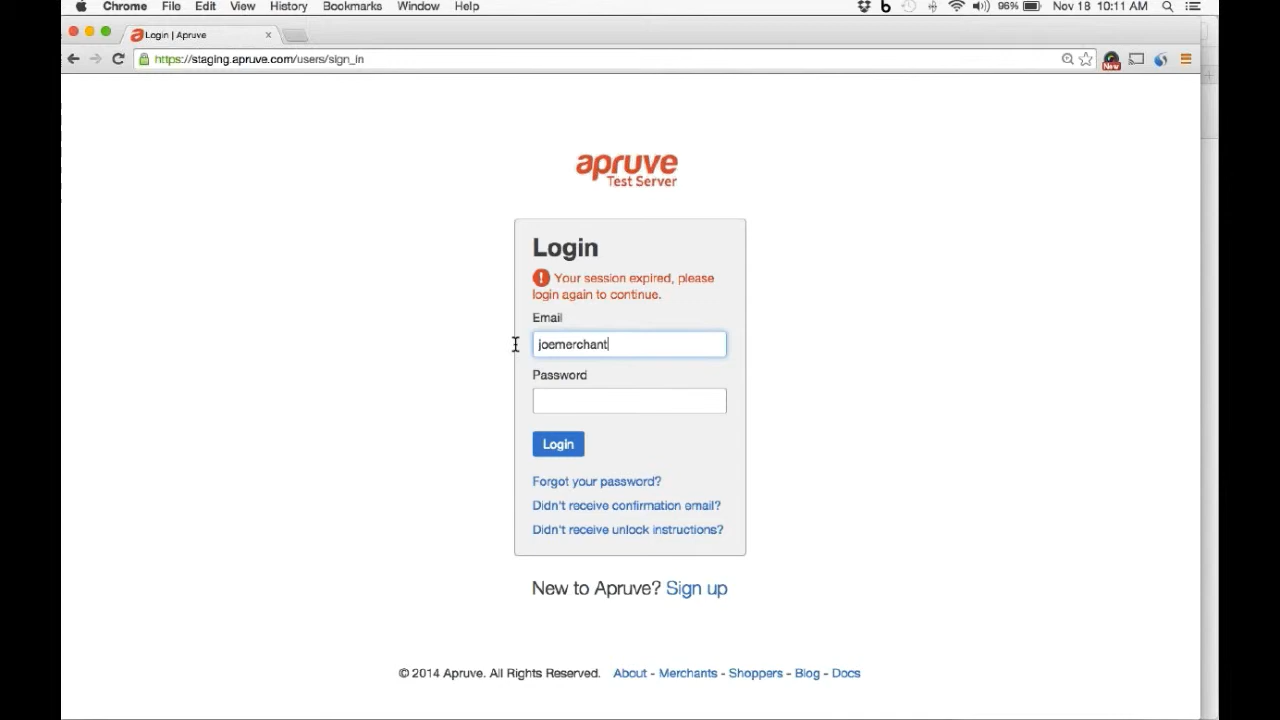 Chrome File Edit View History Bookmarks Window Help 96% Nov 18 10:11 AM
Login | Apruve
https://staging.apruve.com/users/sign_in
New
apruve
Test Server
Login
Your session expired, please
login again to continue.
Email
joemerchant
Password
Login
Forgot your password?
Didn't receive confirmation email?
Didn't receive unlock instructions?
New to Apruve? Sign up
© 2014 Apruve. All Rights Reserved. About - Merchants - Shoppers - Blog - Docs